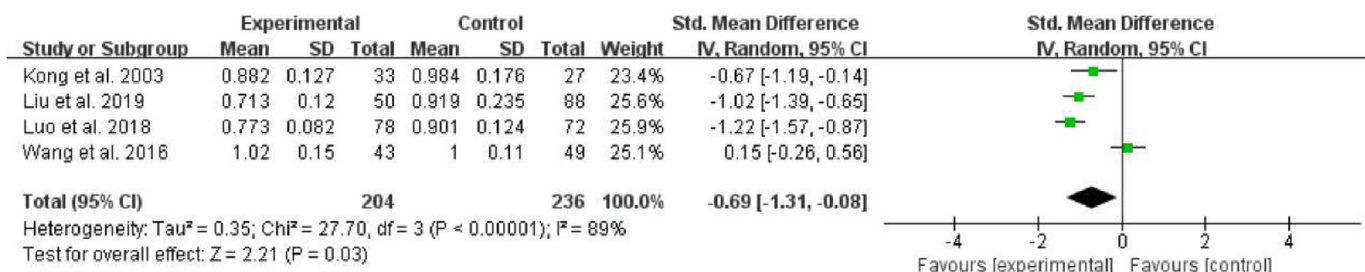 Experimental Control Std. Mean Difference Std. Mean Difference
Study or Subgroup Mean SD Total Mean SD Total Weight IV, Random, 95% CI IV, Random, 95% CI
Kong et al. 2003 0.882 0.127 33 0.984 0.176 27 23.4% -0.67 [-1.19, -0.14]
Liu et al. 2019 0.713 0.12 50 0.919 0.235 88 25.6% -1.02 [-1.39, -0.65]
Luo et al. 2018 0.773 0.082 78 0.901 0.124 72 25.9% -1.22 [-1.57, -0.87]
Wang et al. 2016 1.02 0.15 43 1 0.11 49 25.1% 0.15 [-0.26, 0.56]
Total (95% CI) 204 236 100.0% -0.69 [-1.31, -0.08]
Heterogeneity: Tau² = 0.35; Chi² = 27.70, df = 3 (P < 0.00001); I² = 89%
Test for overall effect: Z = 2.21 (P = 0.03)
-4 -2 0 2 4
Favours [experimental] Favours [control]